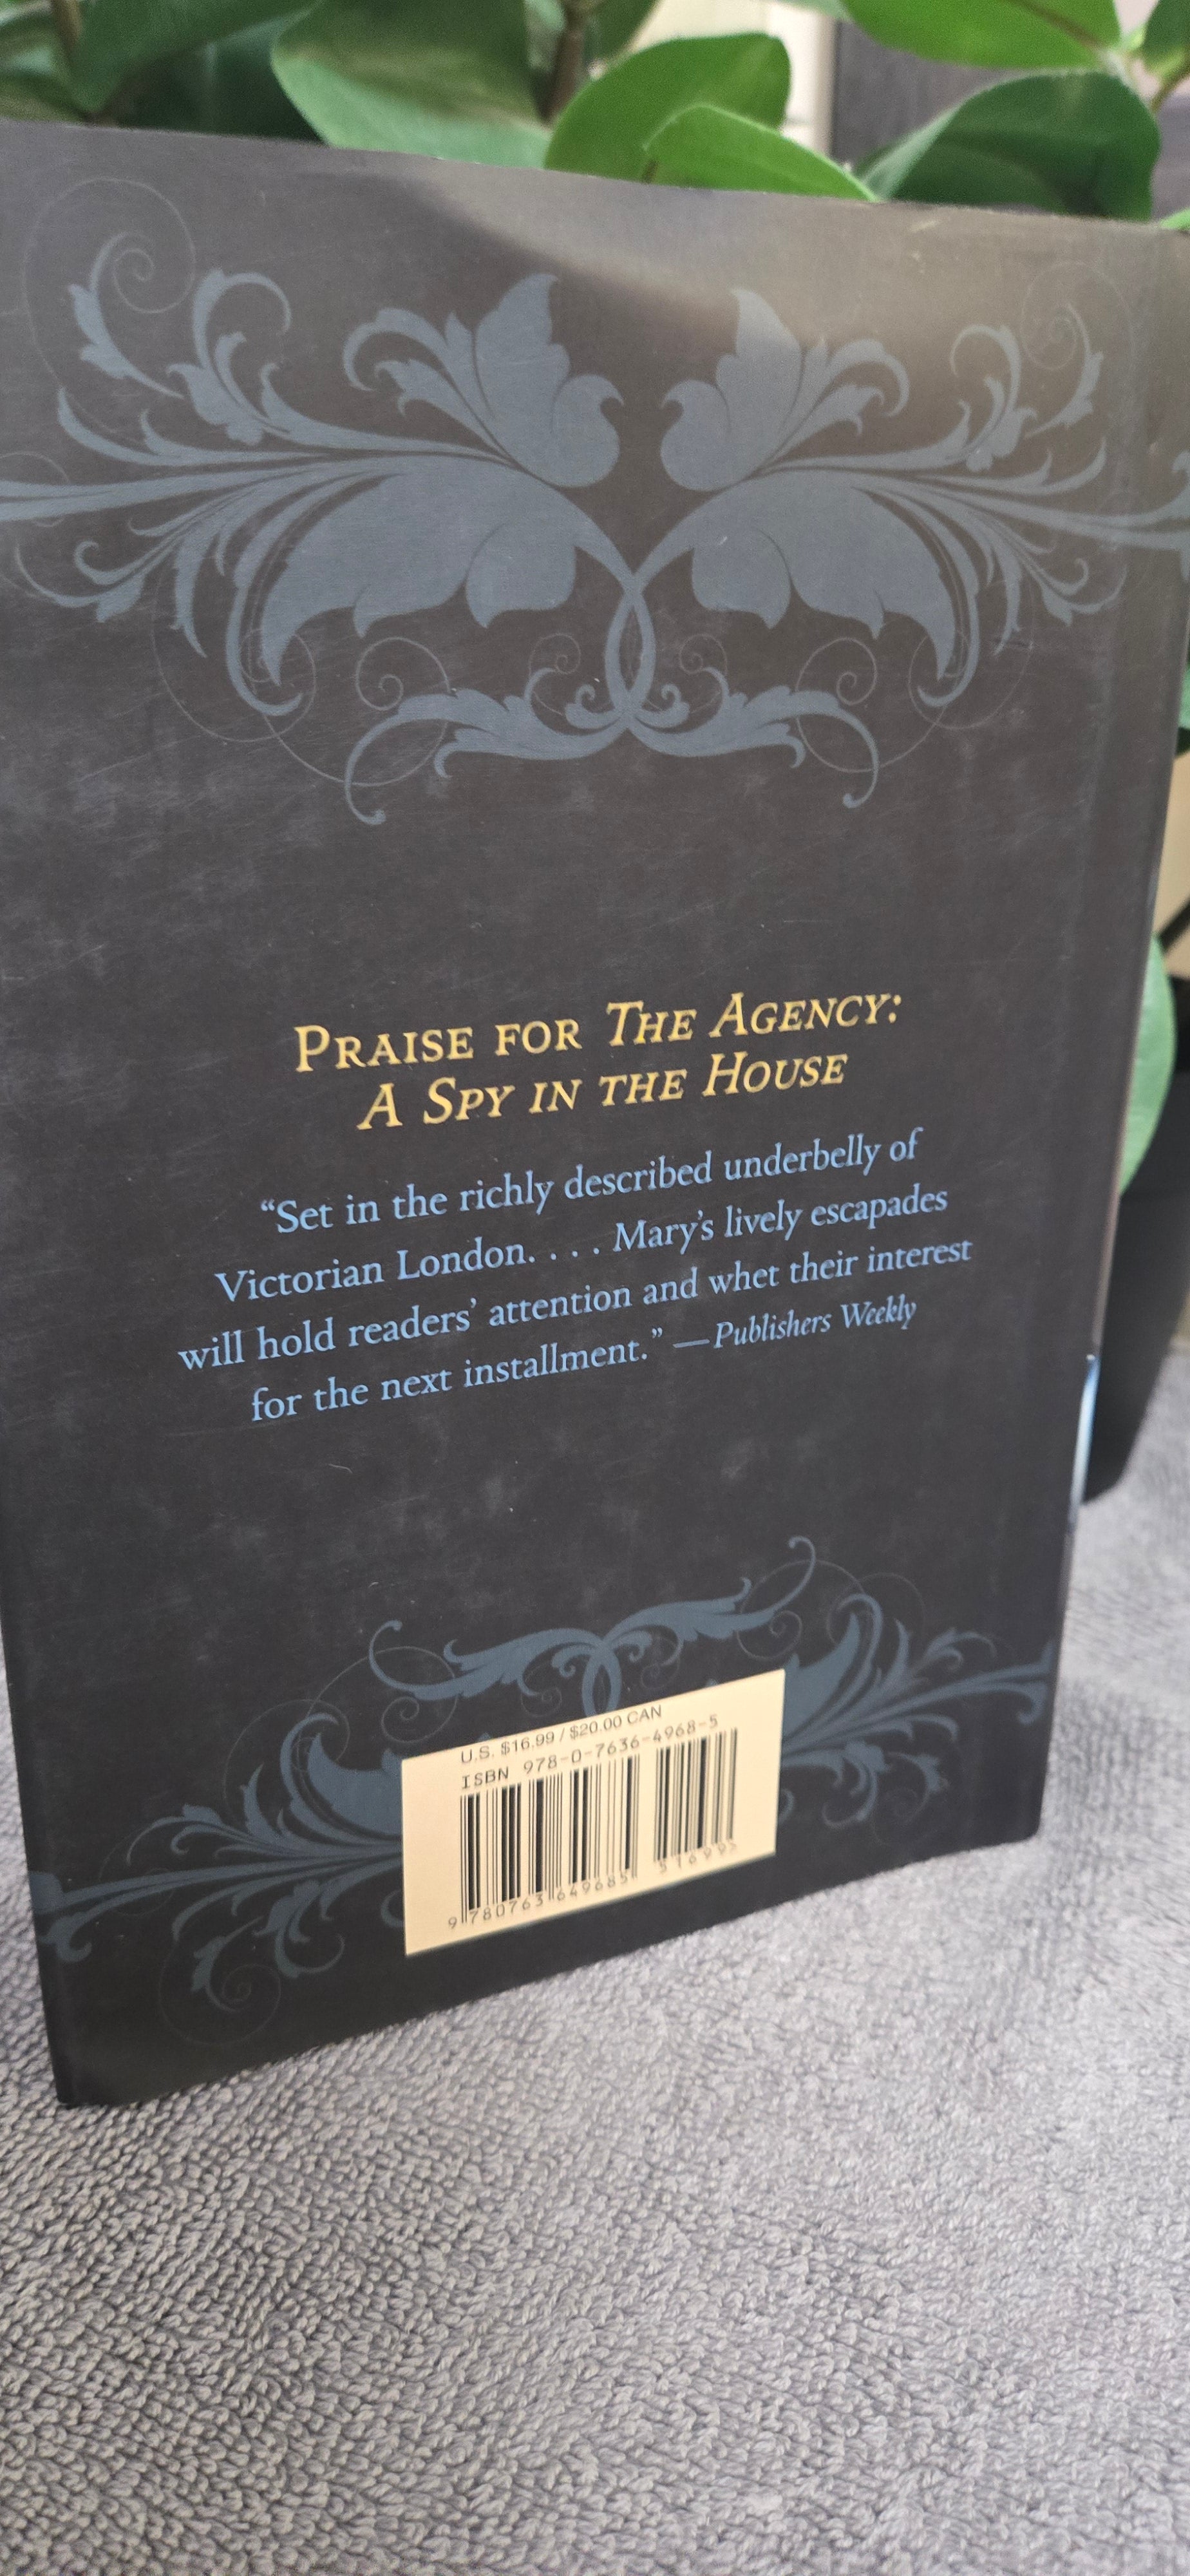 PRAISE FOR THE AGENCY:
A SPY IN THE HOUSE
“Set in the richly described underbelly of
Victorian London. . . . Mary’s lively escapades
will hold readers’ attention and whet their interest
for the next installment.” —Publishers Weekly
U.S. $16.99 / $20.00 CAN
ISBN 978-0-7636-4968-5
9 780763 649685
51699